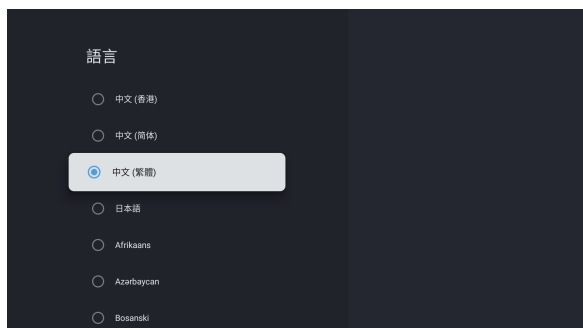 語言
中文 (香港)
中文 (简体)
中文 (繁體)
日本語
Afrikaans
Azərbaycan
Bosanski